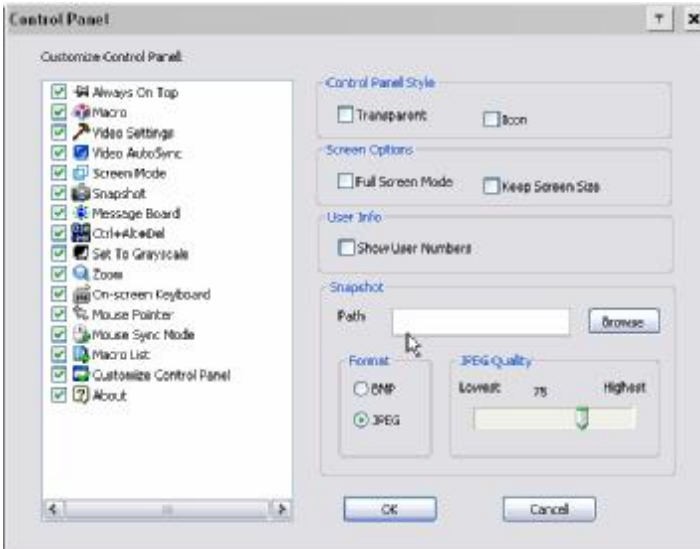 Control Panel
Customize Control Panel:
Always On Top
Macro
Video Settings
Video AutoSync
Screen Mode
Snapshot
Message Board
Ctrl+Alt+Del
Set To Grayscale
Zoom
On-screen Keyboard
Mouse Pointer
Mouse Sync Mode
Macro List
Customize Control Panel
About
Control Panel Style
Transparent
Icon
Screen Options
Full Screen Mode
Keep Screen Size
User Info
Show User Numbers
Snapshot
Path
Browse
Format
BMP
JPEG
JPEG Quality
Lowest 75 Highest
OK
Cancel